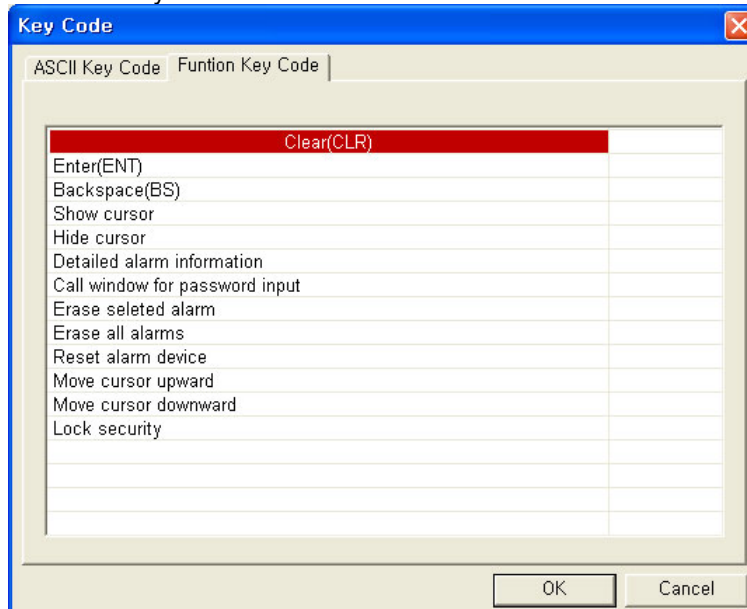 Key Code
ASCII Key Code Funtion Key Code
Clear(CLR)
Enter(ENT)
Backspace(BS)
Show cursor
Hide cursor
Detailed alarm information
Call window for password input
Erase seleted alarm
Erase all alarms
Reset alarm device
Move cursor upward
Move cursor downward
Lock security
OK Cancel